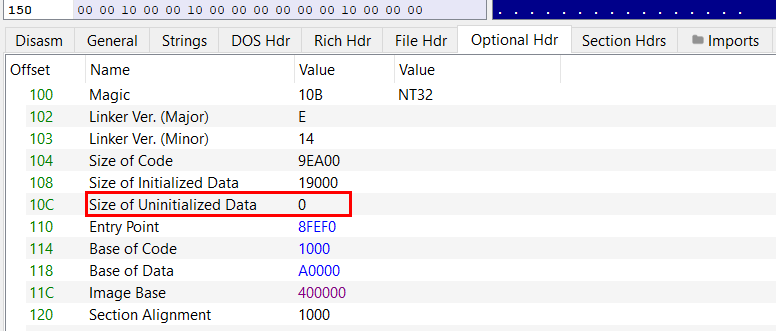 150 00 00 10 00 00 10 00 00 00 00 00 00 10 00 00 00 . . . . . . . . . . . . . . . .
Disasm General Strings DOS Hdr Rich Hdr File Hdr Optional Hdr Section Hdrs Imports
Offset Name Value Value
100 Magic 10B NT32
102 Linker Ver. (Major) E
103 Linker Ver. (Minor) 14
104 Size of Code 9EA00
108 Size of Initialized Data 19000
10C Size of Uninitialized Data 0
110 Entry Point 8FEF0
114 Base of Code 1000
118 Base of Data A0000
11C Image Base 400000
120 Section Alignment 1000